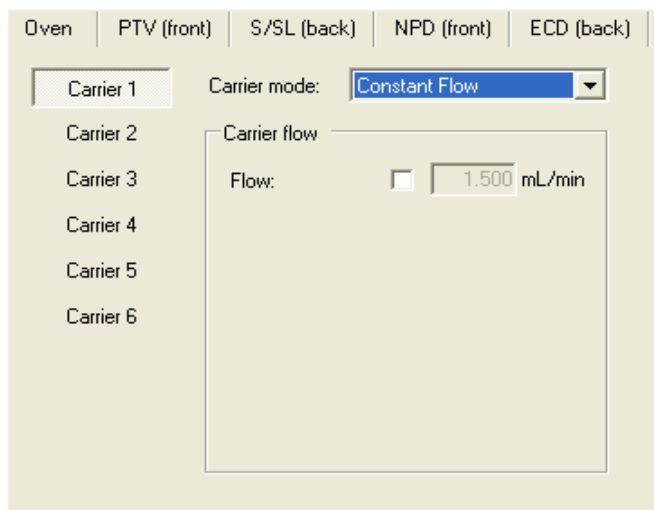 Oven PTV (front) S/SL (back) NPD (front) ECD (back)
Carrier 1 Carrier mode: Constant Flow
Carrier 2 Carrier flow
Carrier 3 Flow: 1.500 mL/min
Carrier 4
Carrier 5
Carrier 6